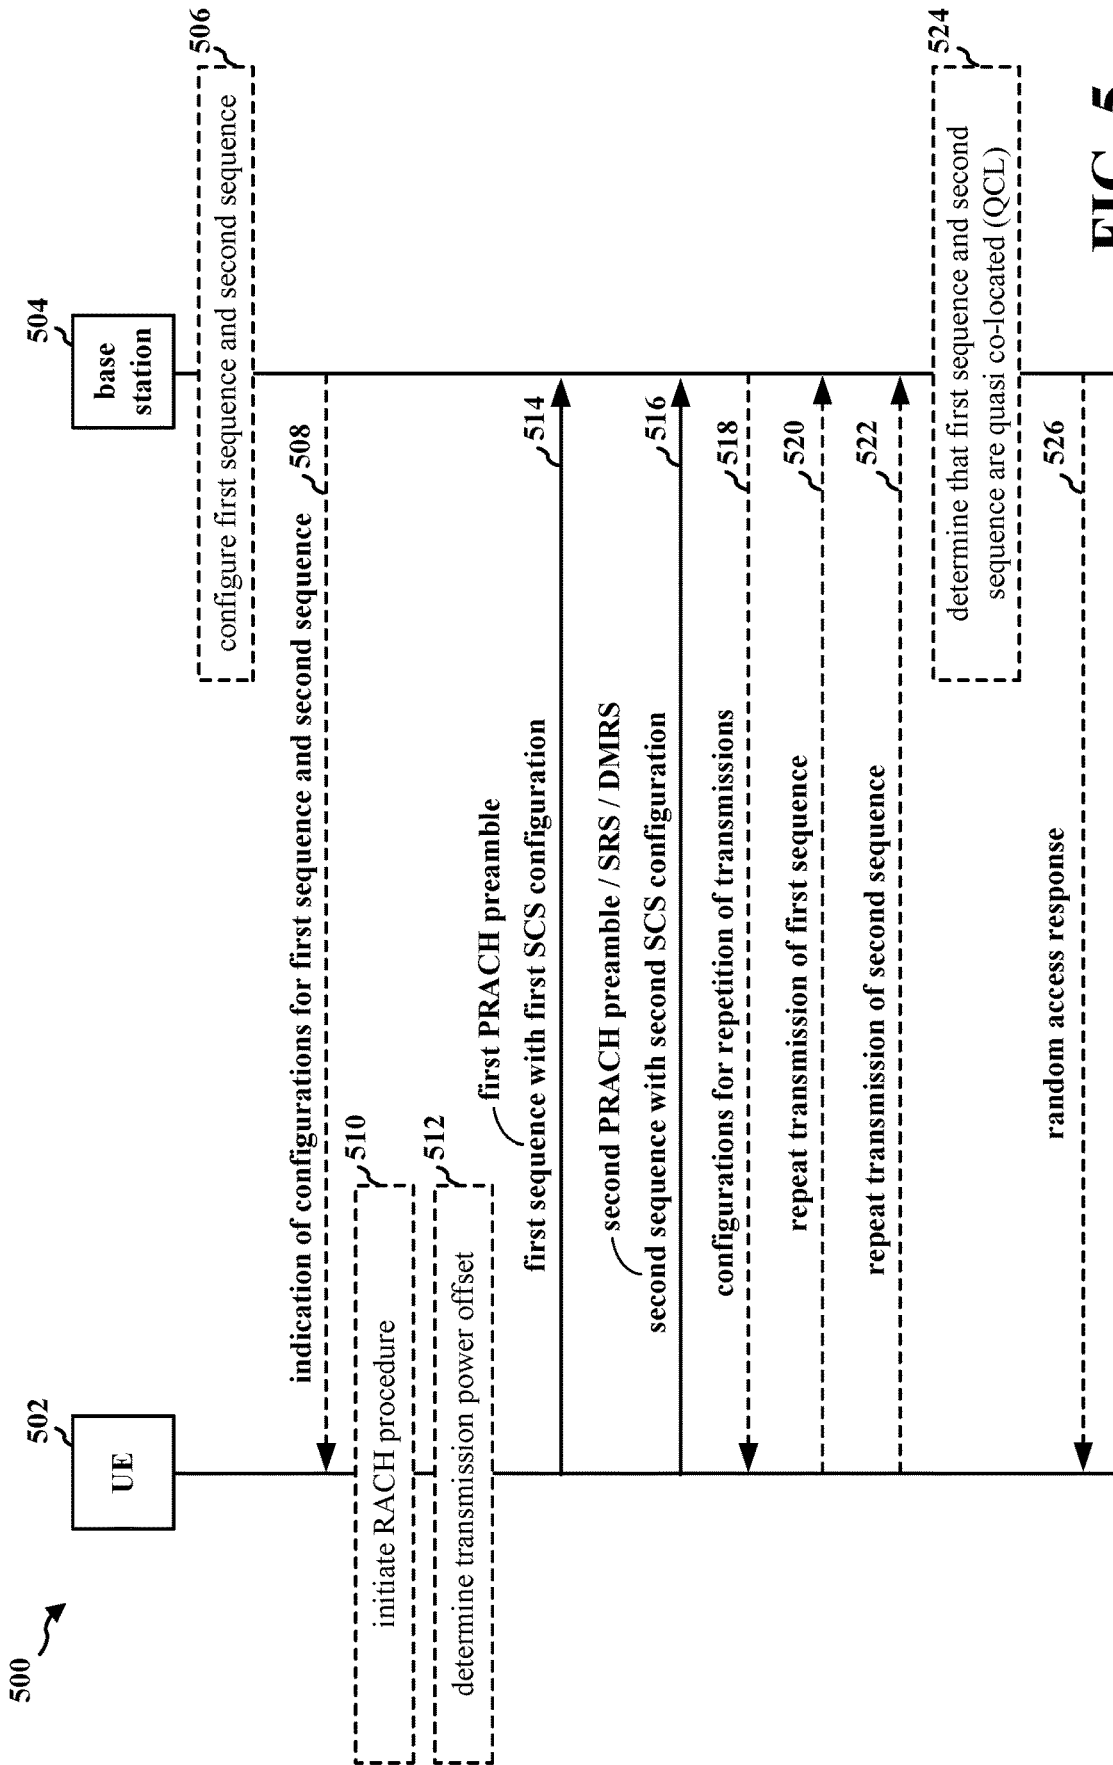 500
502
UE
504
base
station
506
configure first sequence and second sequence
508
indication of configurations for first sequence and second sequence
510
initiate RACH procedure
512
determine transmission power offset
first PRACH preamble
first sequence with first SCS configuration
514
second PRACH preamble / SRS / DMRS
second sequence with second SCS configuration
516
configurations for repetition of transmissions
518
repeat transmission of first sequence
520
repeat transmission of second sequence
522
524
determine that first sequence and second
sequence are quasi co-located (QCL)
random access response
526
FIG. 5